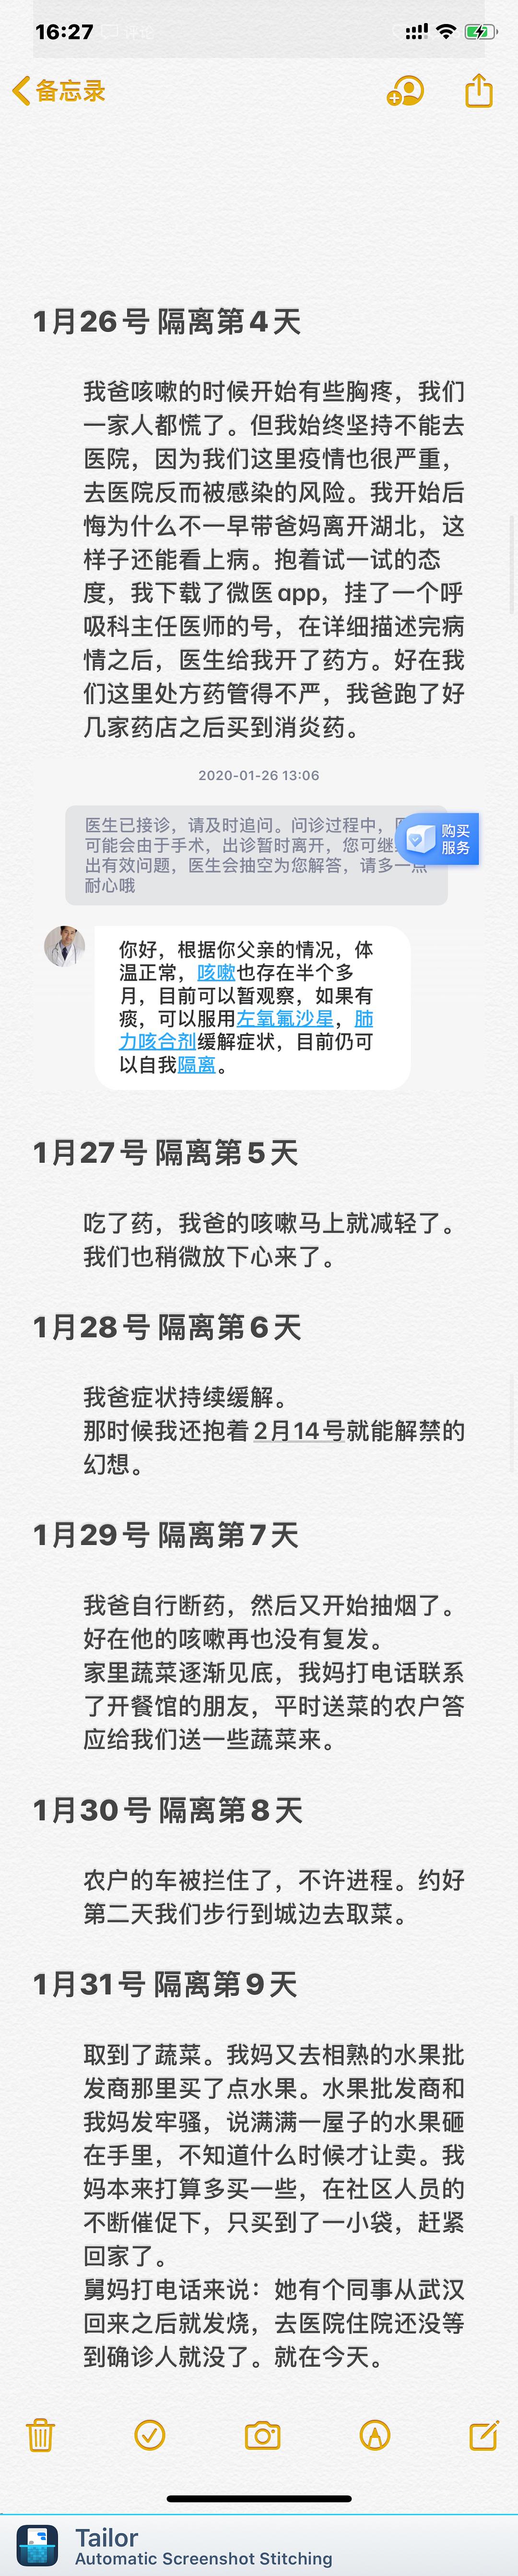 16:27
备忘录
1月26号 隔离第4天
我爸咳嗽的时候开始有些胸疼，我们
一家人都慌了。但我始终坚持不能去
医院，因为我们这里疫情也很严重，
去医院反而被感染的风险。我开始后
悔为什么不一早带爸妈离开湖北，这
样子还能看上病。抱着试一试的态
度，我下载了微医app，挂了一个呼
吸科主任医师的号，在详细描述完病
情之后，医生给我开了药方。好在我
们这里处方药管得不严，我爸跑了好
几家药店之后买到消炎药。
2020-01-26 13:06
医生已接诊，请及时追问。问诊过程中，
可能会由于手术，出诊暂时离开，您可继
出有效问题，医生会抽空为您解答，请多一点
耐心哦
购买
服务
你好，根据你父亲的情况，体
温正常，咳嗽也存在半个多
月，目前可以暂观察，如果有
痰，可以服用左氧氟沙星，肺
力咳合剂缓解症状，目前仍可
以自我隔离。
1月27号 隔离第5天
吃了药，我爸的咳嗽马上就减轻了。
我们也稍微放下心来了。
1月28号 隔离第6天
我爸症状持续缓解。
那时候我还抱着2月14号就能解禁的
幻想。
1月29号 隔离第7天
我爸自行断药，然后又开始抽烟了。
好在他的咳嗽再也没有复发。
家里蔬菜逐渐见底，我妈打电话联系
了开餐馆的朋友，平时送菜的农户答
应给我们送一些蔬菜来。
1月30号 隔离第8天
农户的车被拦住了，不许进程。约好
第二天我们步行到城边去取菜。
1月31号 隔离第9天
取到了蔬菜。我妈又去相熟的水果批
发商那里买了点水果。水果批发商和
我妈发牢骚，说满满一屋子的水果砸
在手里，不知道什么时候才让卖。我
妈本来打算多买一些，在社区人员的
不断催促下，只买到了一小袋，赶紧
回家了。
舅妈打电话来说：她有个同事从武汉
回来之后就发烧，去医院住院还没等
到确诊人就没了。就在今天。
Tailor
Automatic Screenshot Stitching